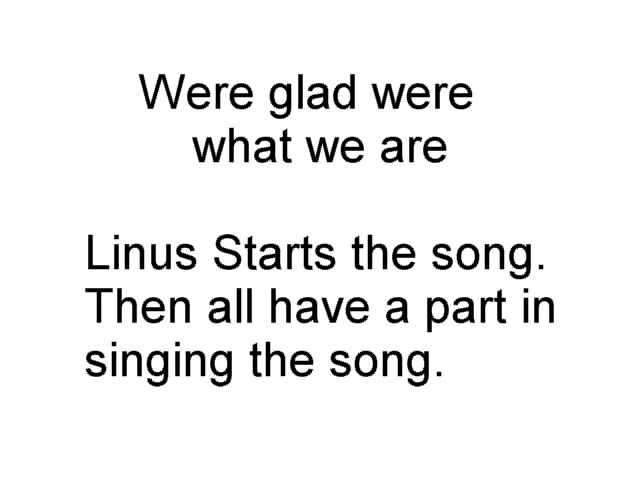 Were glad were
what we are
Linus Starts the song.
Then all have a part in
singing the song.